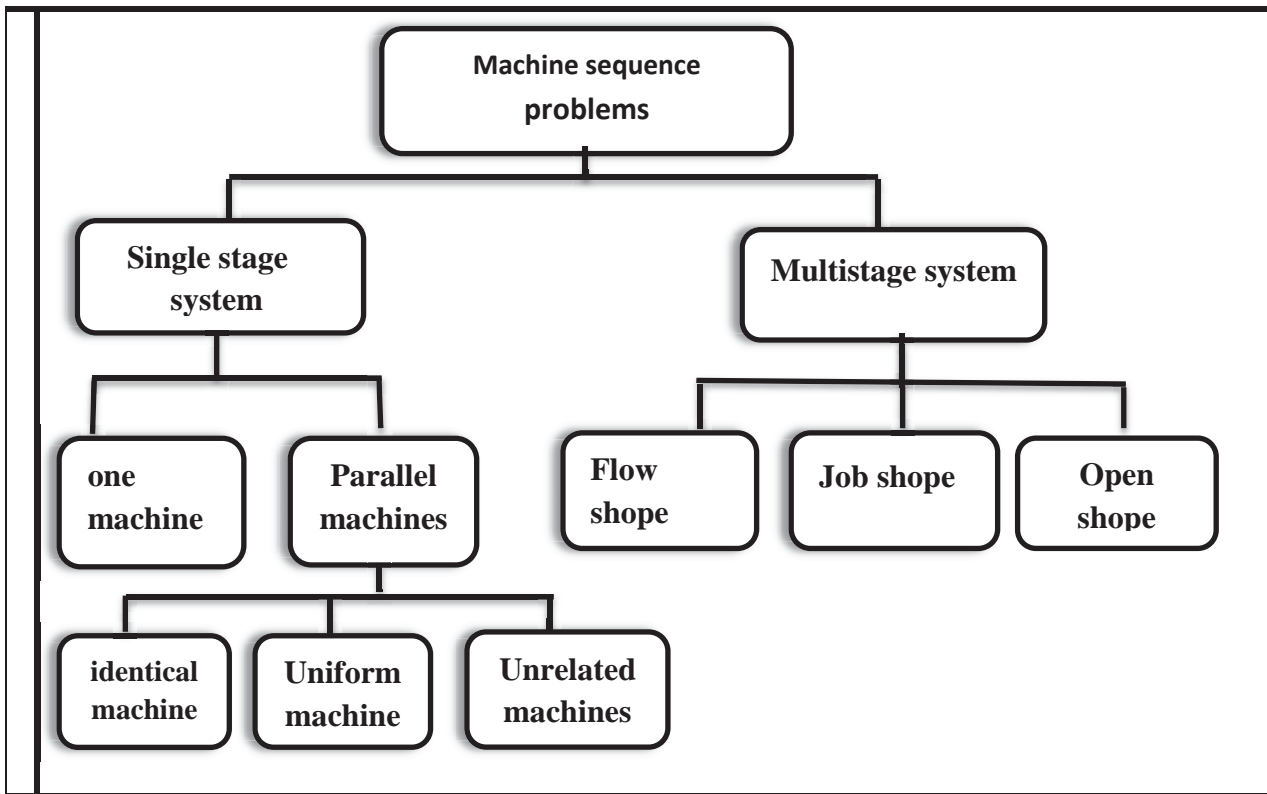 Machine sequence
problems
Single stage
system
Multistage system
one
machine
Parallel
machines
Flow
shope
Job shope
Open
shope
identical
machine
Uniform
machine
Unrelated
machines